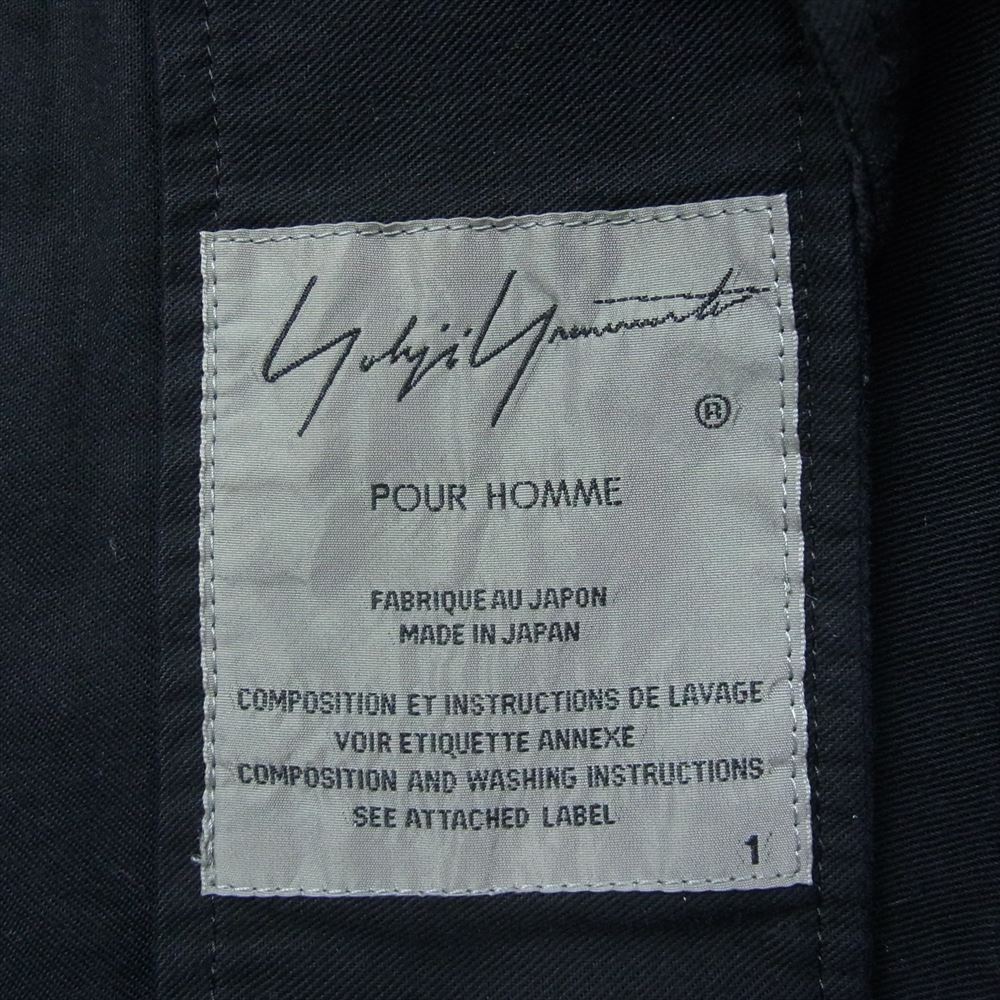 Yohji Yamamoto
®
POUR HOMME
FABRIQUE AU JAPON
MADE IN JAPAN
COMPOSITION ET INSTRUCTIONS DE LAVAGE
VOIR ETIQUETTE ANNEXE
COMPOSITION AND WASHING INSTRUCTIONS
SEE ATTACHED LABEL
1